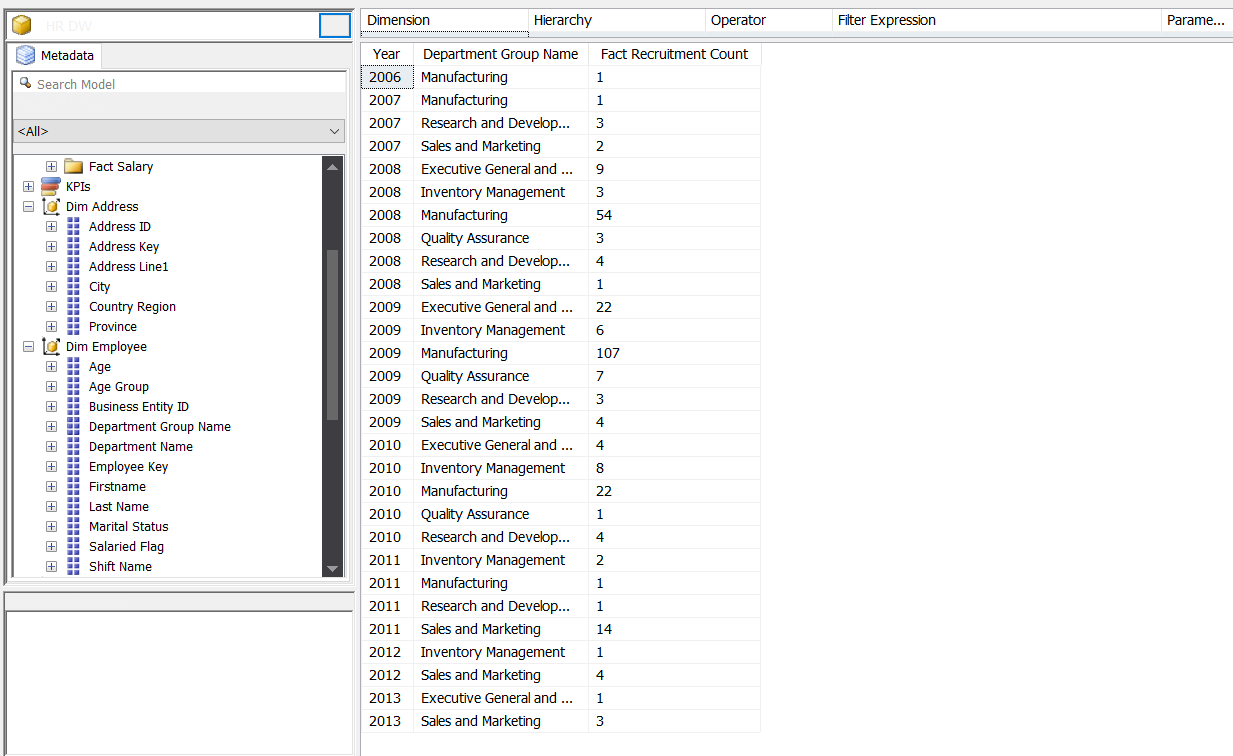 HR DW
Metadata
Search Model
<All>
Fact Salary
KPIs
Dim Address
Address ID
Address Key
Address Line1
City
Country Region
Province
Dim Employee
Age
Age Group
Business Entity ID
Department Group Name
Department Name
Employee Key
Firstname
Last Name
Marital Status
Salaried Flag
Shift Name
Dimension Hierarchy Operator Filter Expression Parame...
Year Department Group Name Fact Recruitment Count
2006 Manufacturing 1
2007 Manufacturing 1
2007 Research and Develop... 3
2007 Sales and Marketing 2
2008 Executive General and ... 9
2008 Inventory Management 3
2008 Manufacturing 54
2008 Quality Assurance 3
2008 Research and Develop... 4
2008 Sales and Marketing 1
2009 Executive General and ... 22
2009 Inventory Management 6
2009 Manufacturing 107
2009 Quality Assurance 7
2009 Research and Develop... 3
2009 Sales and Marketing 4
2010 Executive General and ... 4
2010 Inventory Management 8
2010 Manufacturing 22
2010 Quality Assurance 1
2010 Research and Develop... 4
2011 Inventory Management 2
2011 Manufacturing 1
2011 Research and Develop... 1
2011 Sales and Marketing 14
2012 Inventory Management 1
2012 Sales and Marketing 4
2013 Executive General and ... 1
2013 Sales and Marketing 3